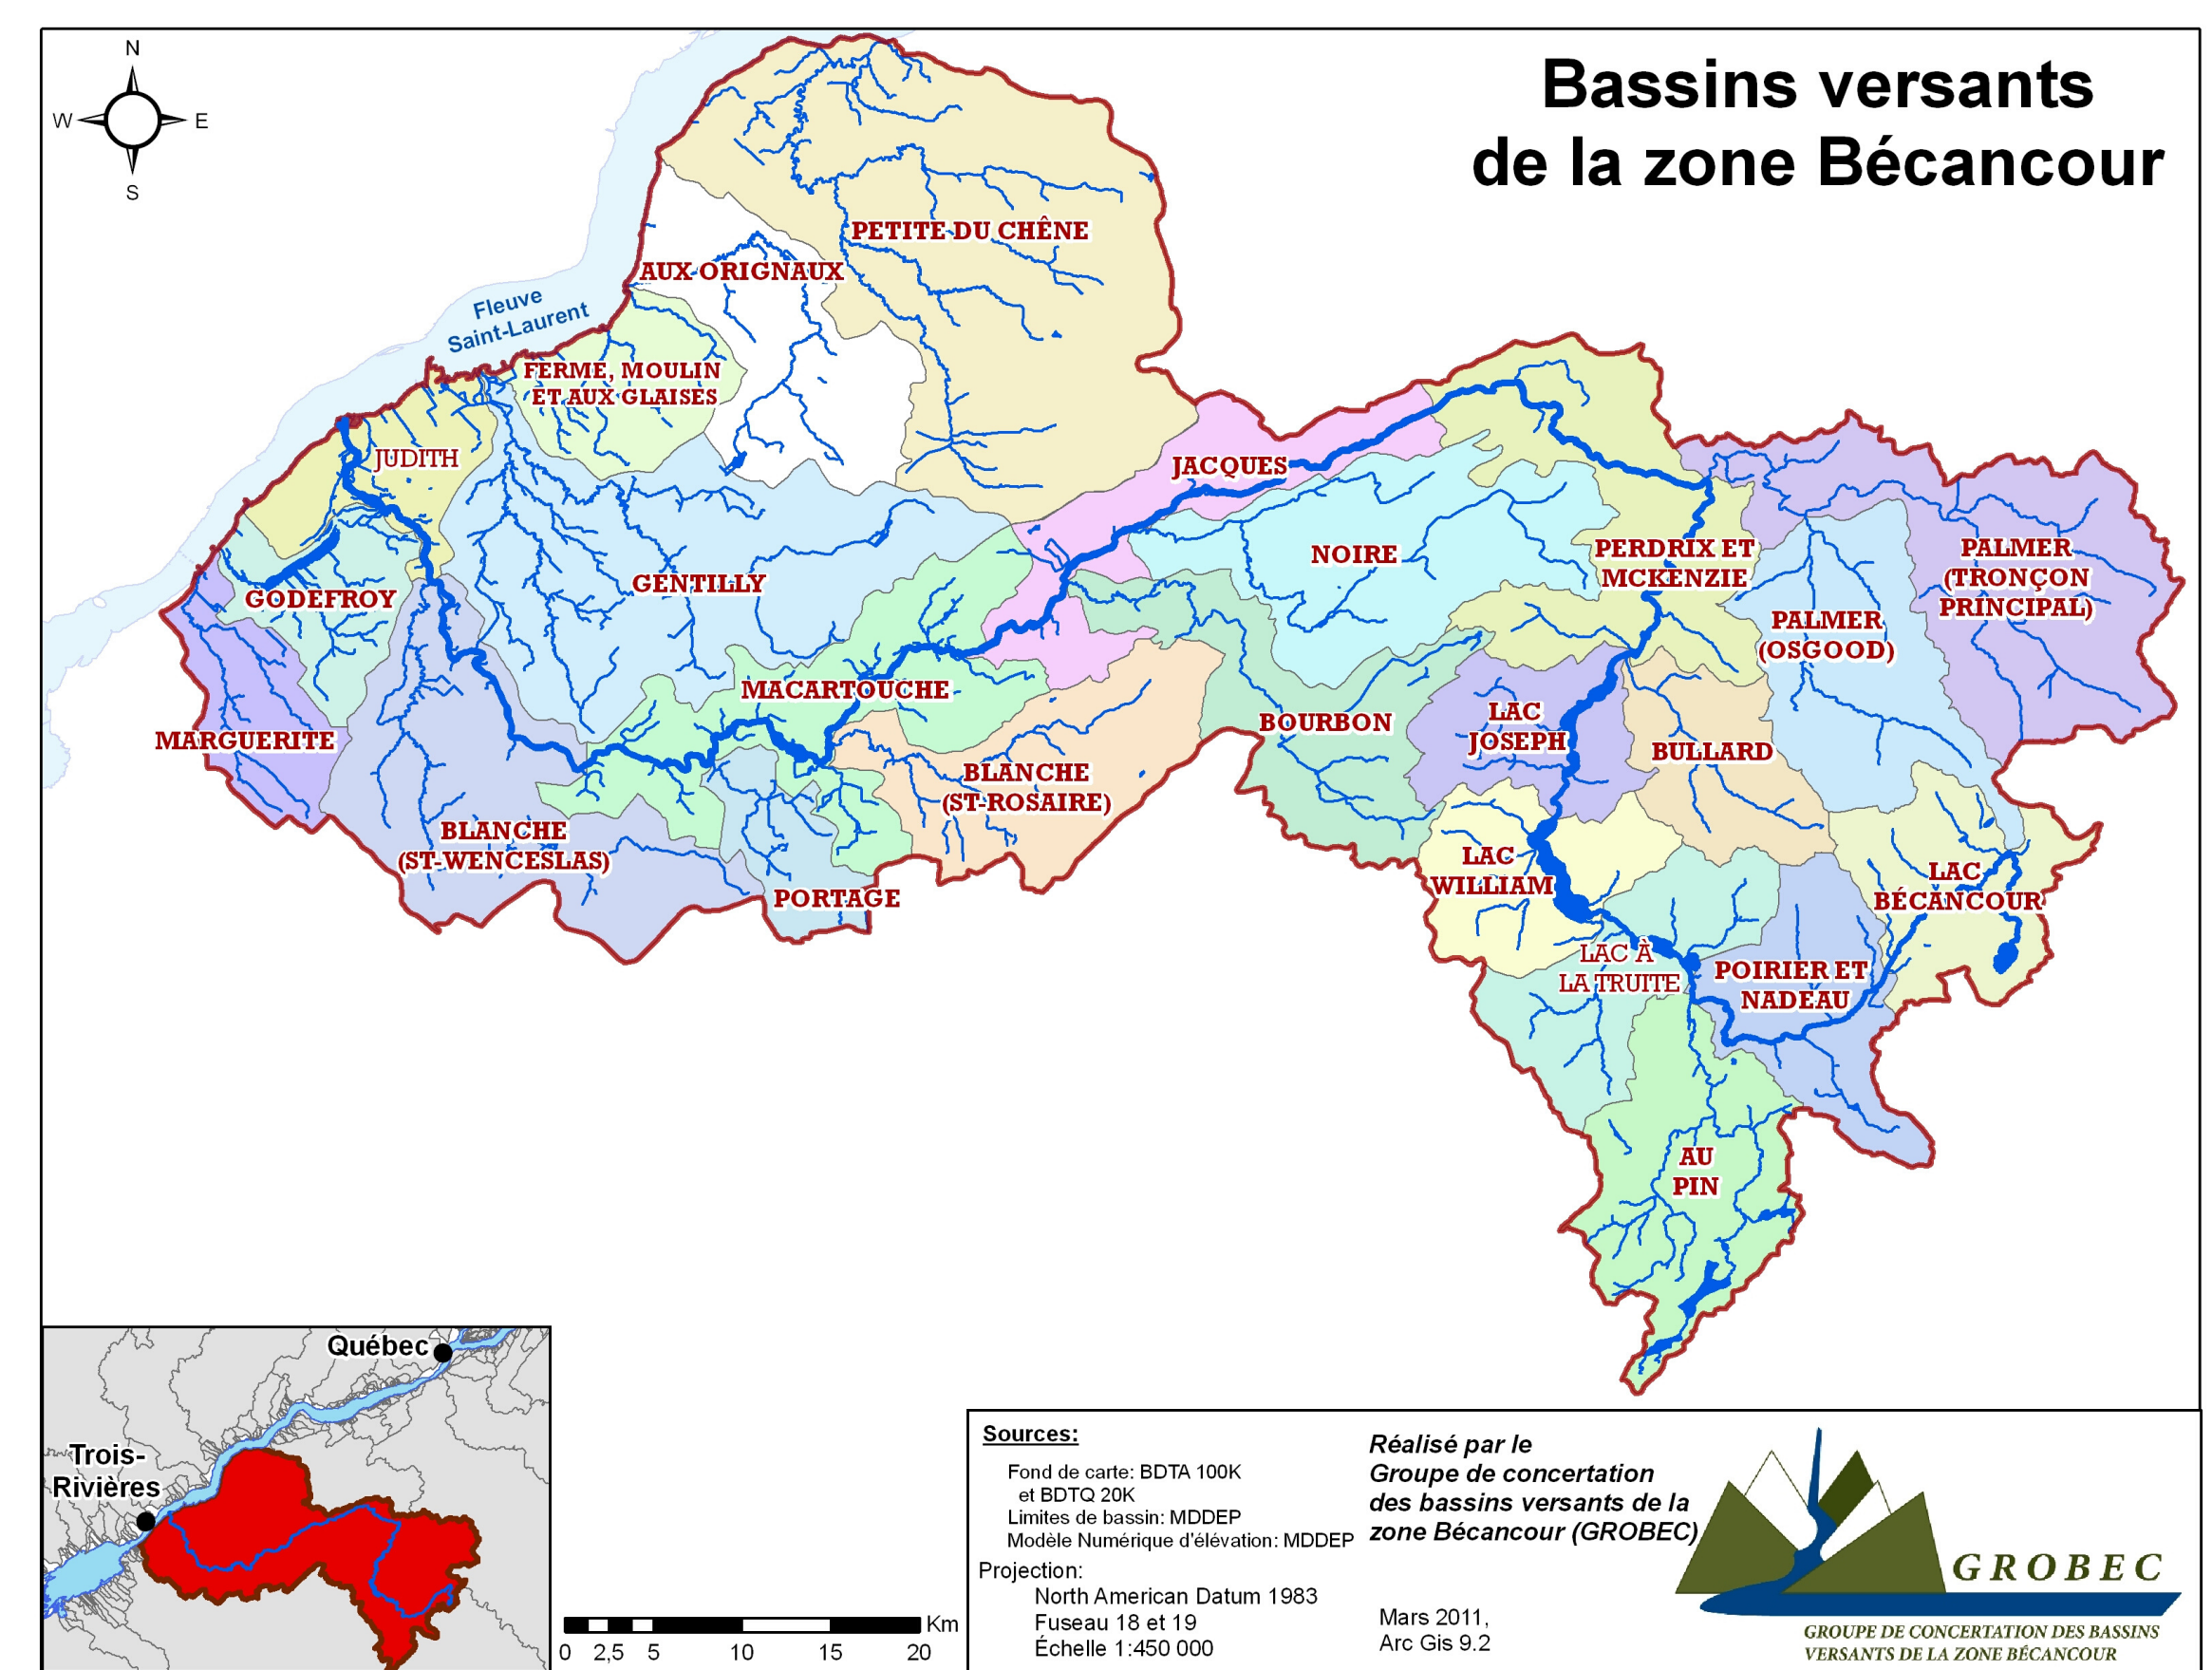 Bassins versants
de la zone Bécancour
N
W
E
S
PETITE DU CHÊNE
AUX ORIGNAUX
Fleuve
Saint-Laurent
FERME, MOULIN
ET AUX GLAISES
JUDITH
JACQUES
NOIRE
PERDRIX ET
MCKENZIE
PALMER
(TRONÇON
PRINCIPAL)
GENTILLY
GODEFROY
PALMER
(OSGOOD)
MACARTOUCHE
MARGUERITE
BOURBON
LAC
JOSEPH
BULLARD
BLANCHE
(ST-ROSAIRE)
BLANCHE
(ST-WENCESLAS)
LAC
WILLIAM
LAC
BÉCANCOUR
PORTAGE
LAC À
LA TRUITE
POIRIER ET
NADEAU
AU
PIN
Québec
Trois-
Rivières
Km
0 2,5 5 10 15 20
Sources:
Fond de carte: BDTA 100K
et BDTQ 20K
Limites de bassin: MDDEP
Modèle Numérique d'élévation: MDDEP
Projection:
North American Datum 1983
Fuseau 18 et 19
Échelle 1:450 000
Réalisé par le
Groupe de concertation
des bassins versants de la
zone Bécancour (GROBEC)
Mars 2011,
Arc Gis 9.2
GROBEC
GROUPE DE CONCERTATION DES BASSINS
VERSANTS DE LA ZONE BÉCANCOUR